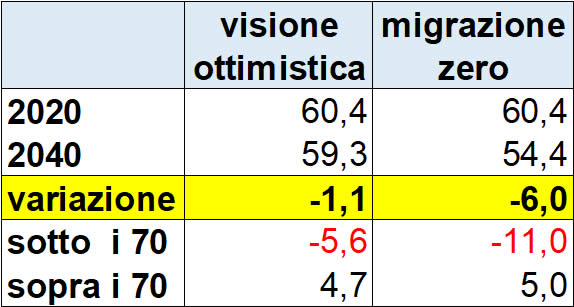 visione migrazione
ottimistica zero
2020 60,4 60,4
2040 59,3 54,4
variazione -1,1 -6,0
sotto i 70 -5,6 -11,0
sopra i 70 4,7 5,0